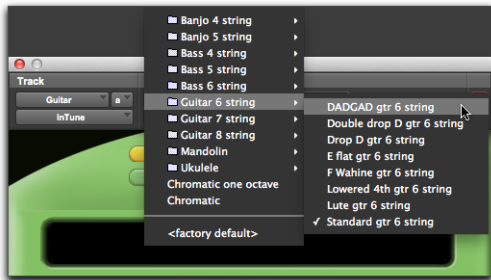 Banjo 4 string
Banjo 5 string
Bass 4 string
Bass 5 string
Bass 6 string
Guitar 6 string
Guitar 7 string
Guitar 8 string
Mandolin
Ukulele
Chromatic one octave
Chromatic
<factory default>
Track
Guitar
a
InTune
DADGAD gtr 6 string
Double drop D gtr 6 string
Drop D gtr 6 string
E flat gtr 6 string
F Wahine gtr 6 string
Lowered 4th gtr 6 string
Lute gtr 6 string
✓ Standard gtr 6 string